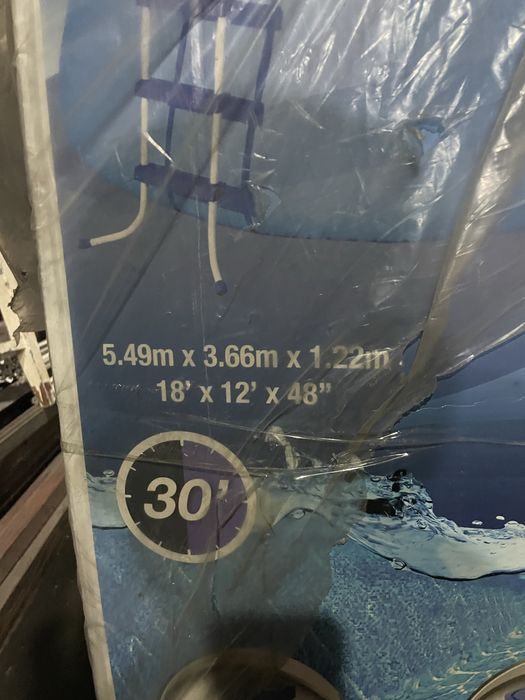 5.49m x 3.66m x 1.22m
18' x 12' x 48”
30'